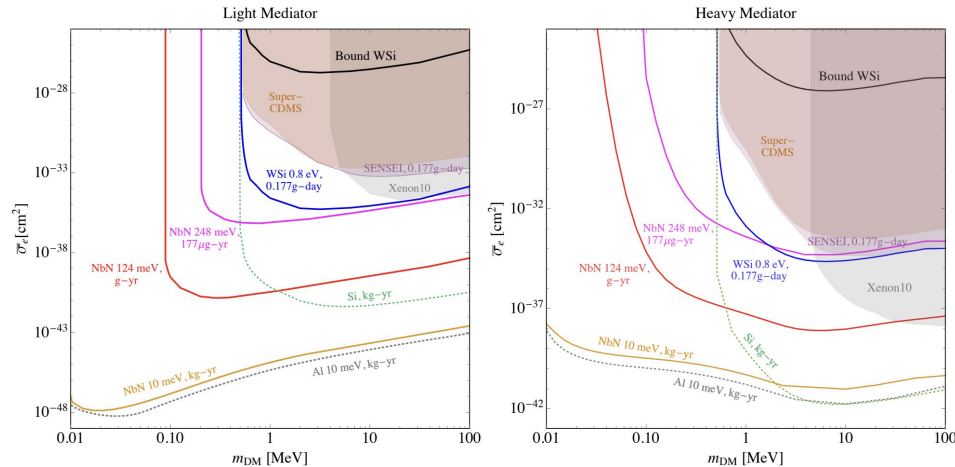 Light Mediator
Bound WSi
Super-
CDMS
SENSEI, 0.177g-day
Xenon10
WSi 0.8 eV,
0.177g-day
NbN 248 meV,
177μg-yr
NbN 124 meV,
g-yr
Si, kg-yr
NbN 10 meV, kg-yr
Al 10 meV, kg-yr
10⁻²⁸
10⁻³³
10⁻³⁸
10⁻⁴³
10⁻⁴⁸
σ̅ₑ [cm²]
0.01 0.10 1 10 100
m_DM [MeV]
Heavy Mediator
Bound WSi
Super-
CDMS
NbN 248 meV,
177μg-yr
SENSEI, 0.177g-day
WSi 0.8 eV,
0.177g-day
NbN 124 meV,
g-yr
Xenon10
Si, kg-yr
NbN 10 meV, kg-yr
Al 10 meV, kg-yr
10⁻²⁷
10⁻³²
10⁻³⁷
10⁻⁴²
σ̅ₑ [cm²]
0.01 0.10 1 10 100
m_DM [MeV]